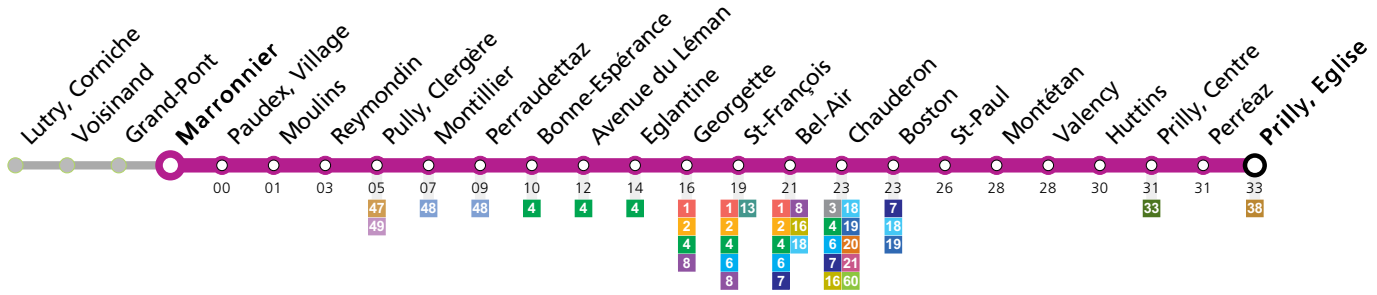 Lutry, Corniche
Voisinand
Grand-Pont
Marronnier
Paudex, Village
Moulins
Reymondin
Pully, Clergère
Montillier
Perraudettaz
Bonne-Espérance
Avenue du Léman
Eglantine
Georgette
St-François
Bel-Air
Chauderon
Boston
St-Paul
Montétan
Valency
Huttins
Prilly, Centre
Perréaz
Prilly, Eglise
00 01 03 05 07 09 10 12 14 16 19 21 23 23 26 28 28 30 31 31 33
47 48 48 4 4 4 1 1 13 1 8 3 18 7 33 38
49 2 2 2 16 4 19 18
4 4 4 18 6 20 19
8 6 6 7 21
8 7 16 60